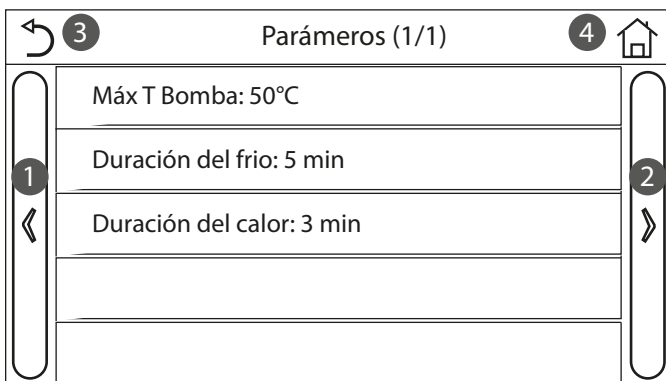 3 Parámeros (1/1) 4
Máx T Bomba: 50°C
1 Duración del frio: 5 min 2
Duración del calor: 3 min